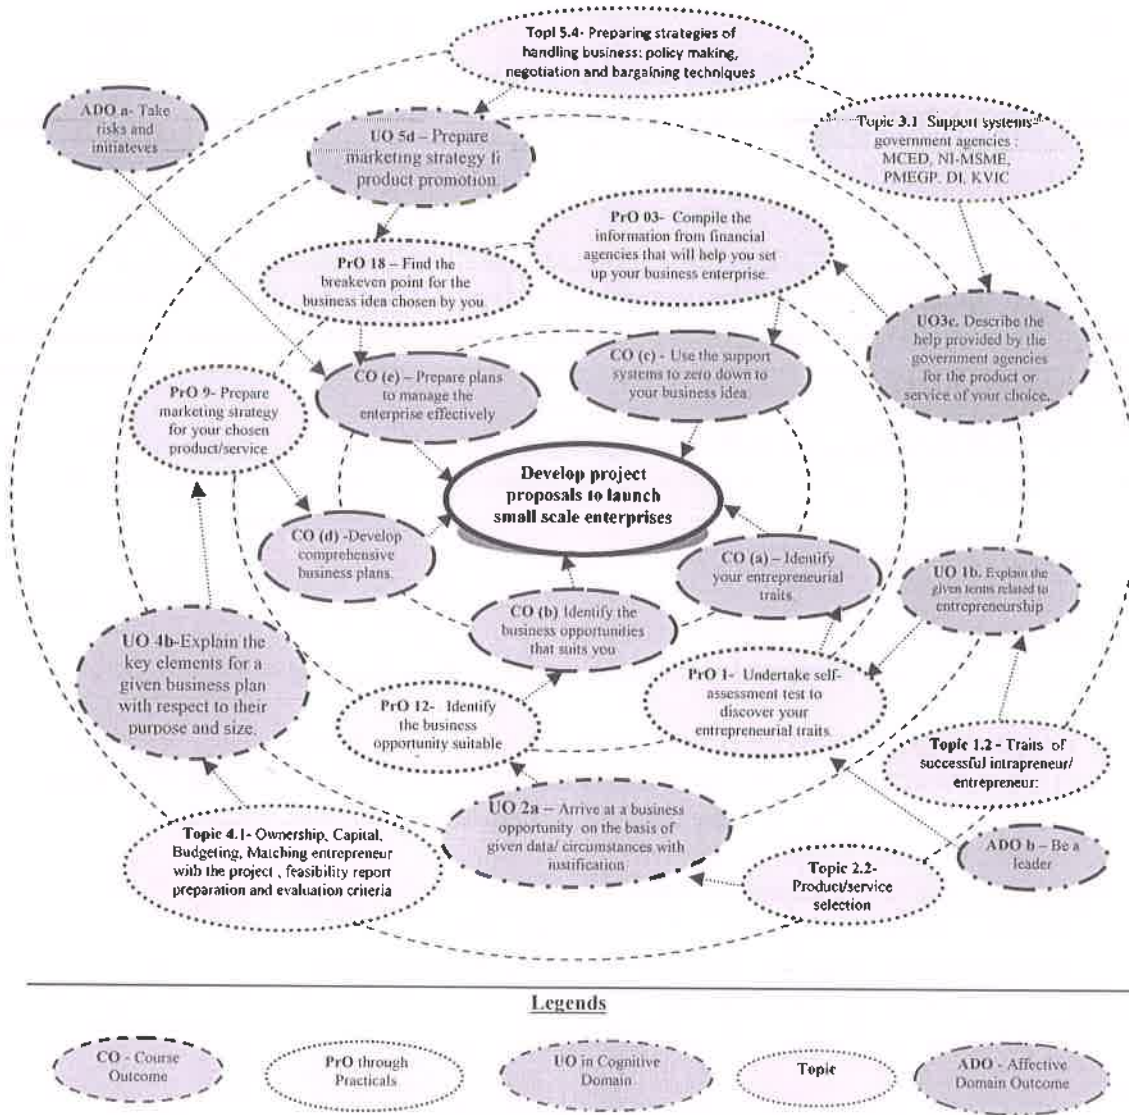 Topi 5.4- Preparing strategies of
handling business: policy making,
negotiation and bargaining techniques
ADO a- Take
risks and
initiateves
UO 5d – Prepare
marketing strategy fi
product promotion
Topic 3.1 Support systems-
government agencies :
MCED, NI-MSME,
PMEGP, DI, KVIC
PrO 03- Compile the
information from financial
agencies that will help you set
up your business enterprise.
PrO 18 – Find the
breakeven point for the
business idea chosen by you
UO3c. Describe the
help provided by the
government agencies
for the product or
service of your choice.
CO (e) – Prepare plans
to manage the
enterprise effectively
CO (c) - Use the support
systems to zero down to
your business idea
PrO 9- Prepare
marketing strategy
for your chosen
product/service
Develop project
proposals to launch
small scale enterprises
CO (d) -Develop
comprehensive
business plans.
CO (a) – Identify
your entrepreneurial
traits
UO 1b. Explain the
given terms related to
entrepreneurship
CO (b) Identify the
business opportunities
that suits you
UO 4b-Explain the
key elements for a
given business plan
with respect to their
purpose and size.
PrO 1- Undertake self-
assessment test to
discover your
entrepreneurial traits.
PrO 12- Identify
the business
opportunity suitable
Topic 1.2 - Traits of
successful intrapreneur/
entrepreneur:
UO 2a – Arrive at a business
opportunity on the basis of
given data/ circumstances with
justification
Topic 4.1- Ownership, Capital,
Budgeting, Matching entrepreneur
with the project , feasibility report
preparation and evaluation criteria
ADO b – Be a
leader
Topic 2.2-
Product/service
selection
Legends
CO - Course
Outcome
PrO through
Practicals
UO in Cognitive
Domain
Topic
ADO - Affective
Domain Outcome